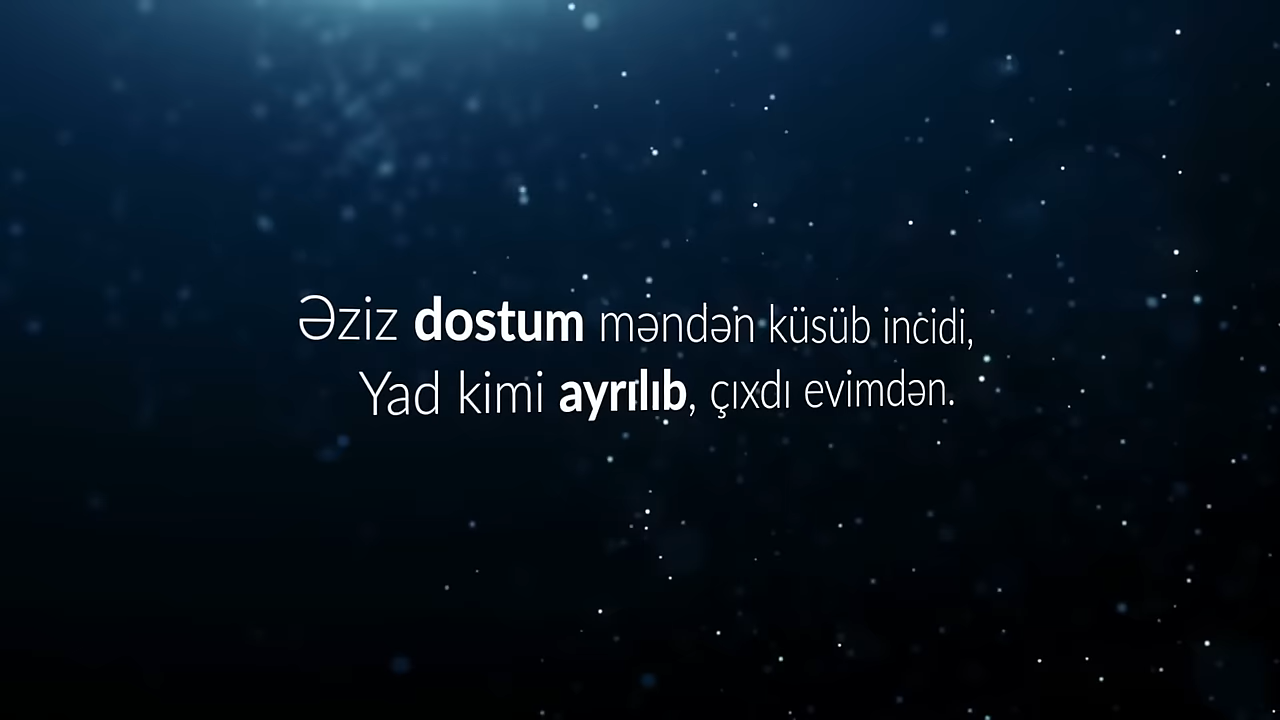 Əziz dostum məndən küsüb incidi,
Yad kimi ayrılıb, çıxdı evimdən.